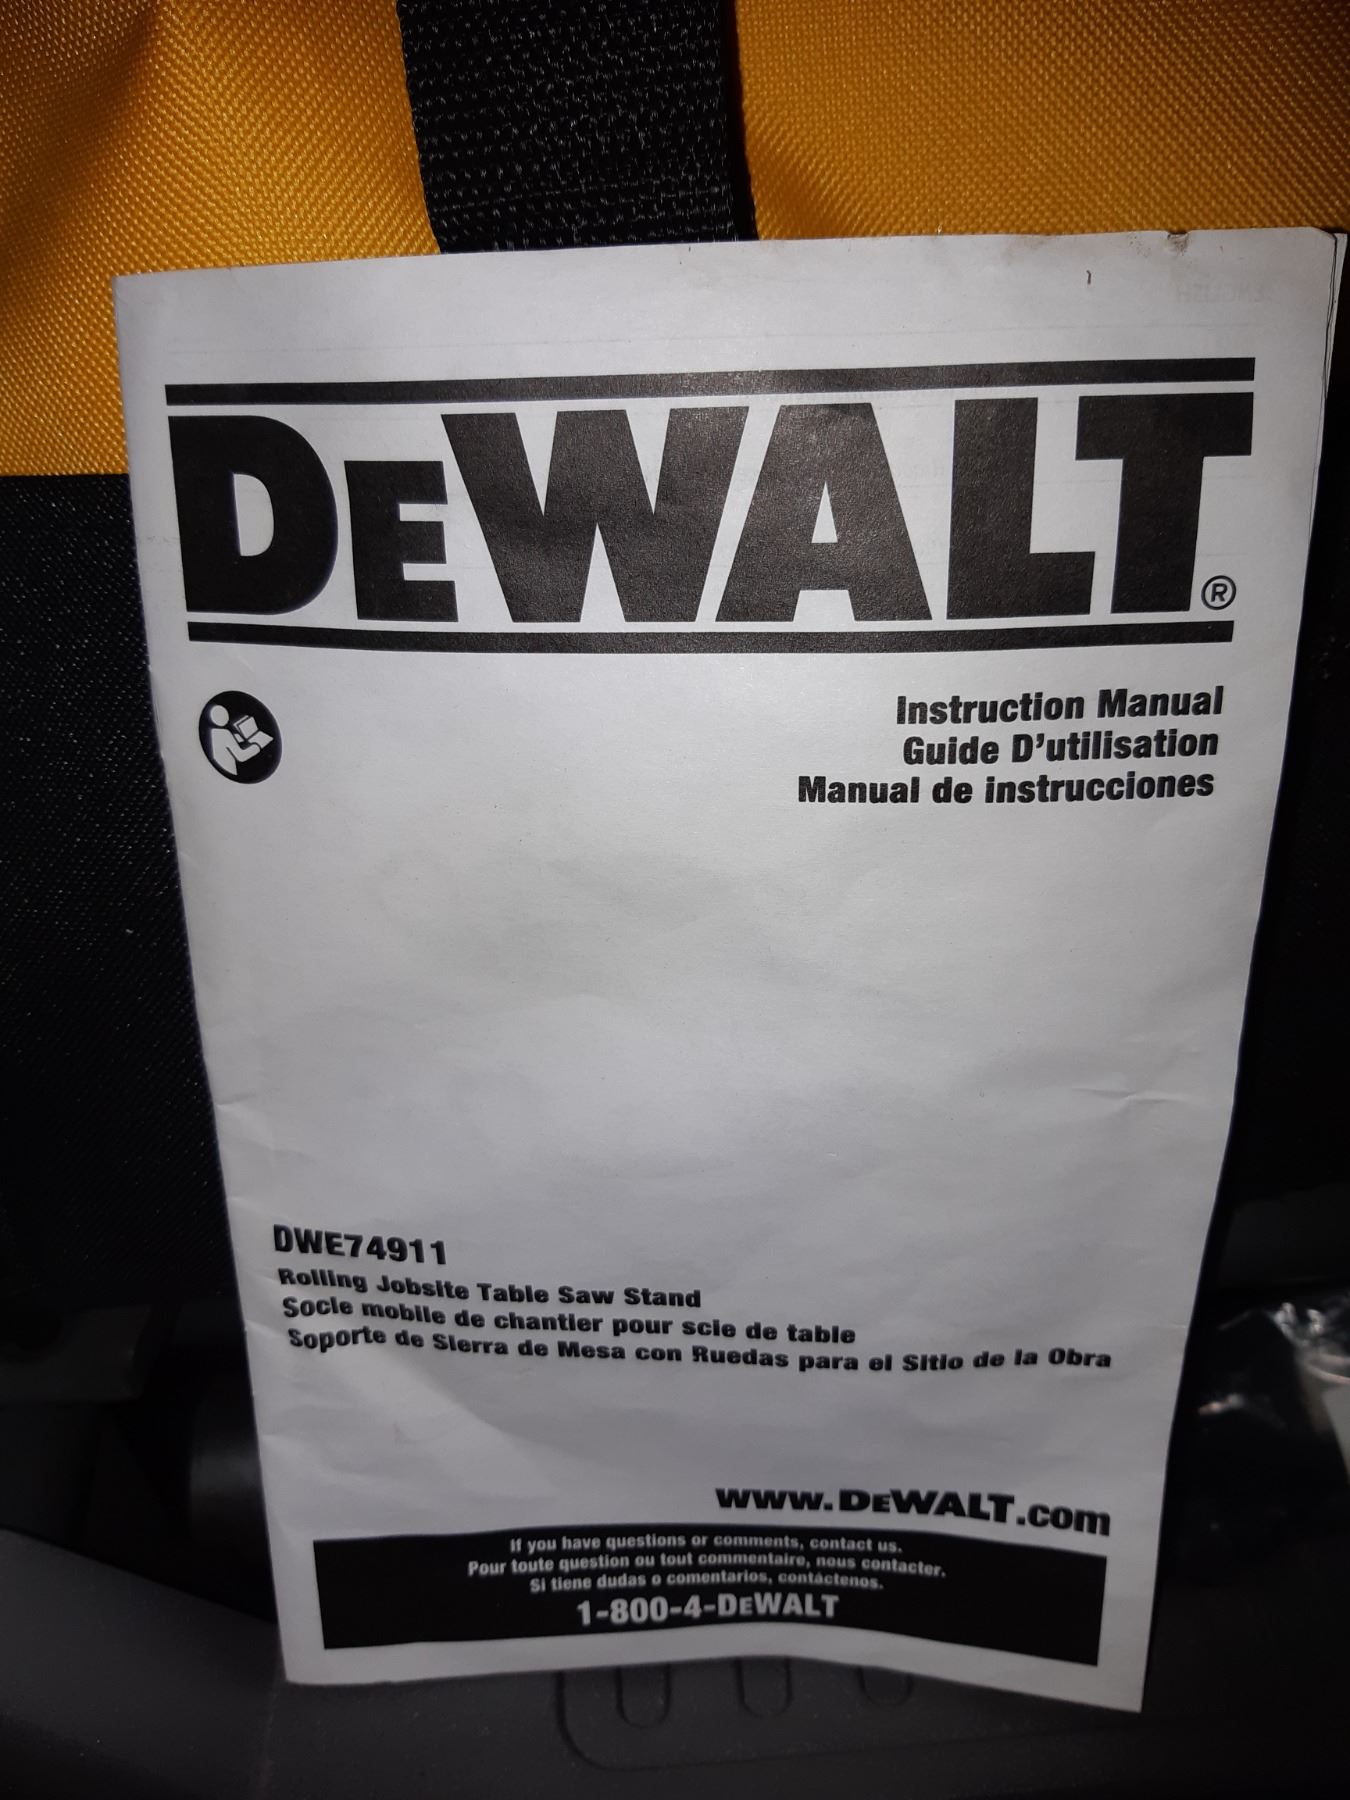 DEWALT®
Instruction Manual
Guide D'utilisation
Manual de instrucciones
DWE74911
Rolling Jobsite Table Saw Stand
Socle mobile de chantier pour scie de table
Soporte de Sierra de Mesa con Ruedas para el Sitio de la Obra
www.DEWALT.com
If you have questions or comments, contact us.
Pour toute question ou tout commentaire, nous contacter.
Si tiene dudas o comentarios, contáctenos.
1-800-4-DEWALT